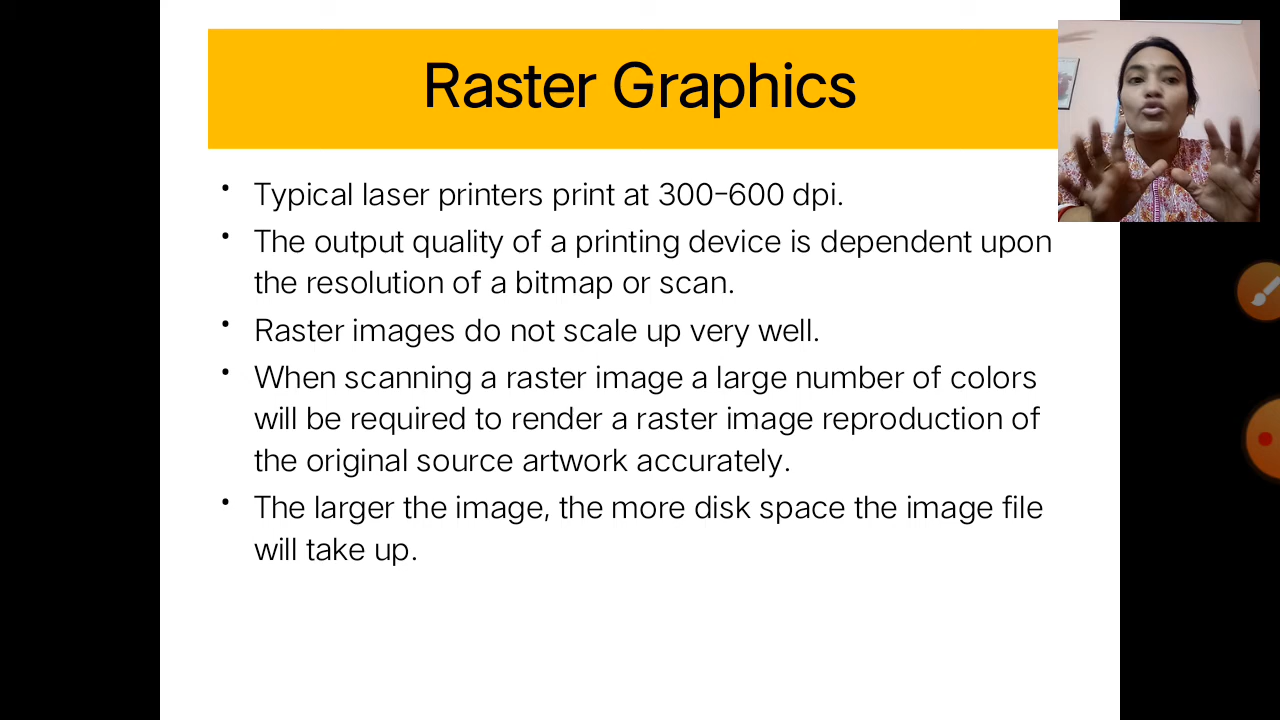 Raster Graphics
• Typical laser printers print at 300-600 dpi.
• The output quality of a printing device is dependent upon
the resolution of a bitmap or scan.
• Raster images do not scale up very well.
• When scanning a raster image a large number of colors
will be required to render a raster image reproduction of
the original source artwork accurately.
• The larger the image, the more disk space the image file
will take up.